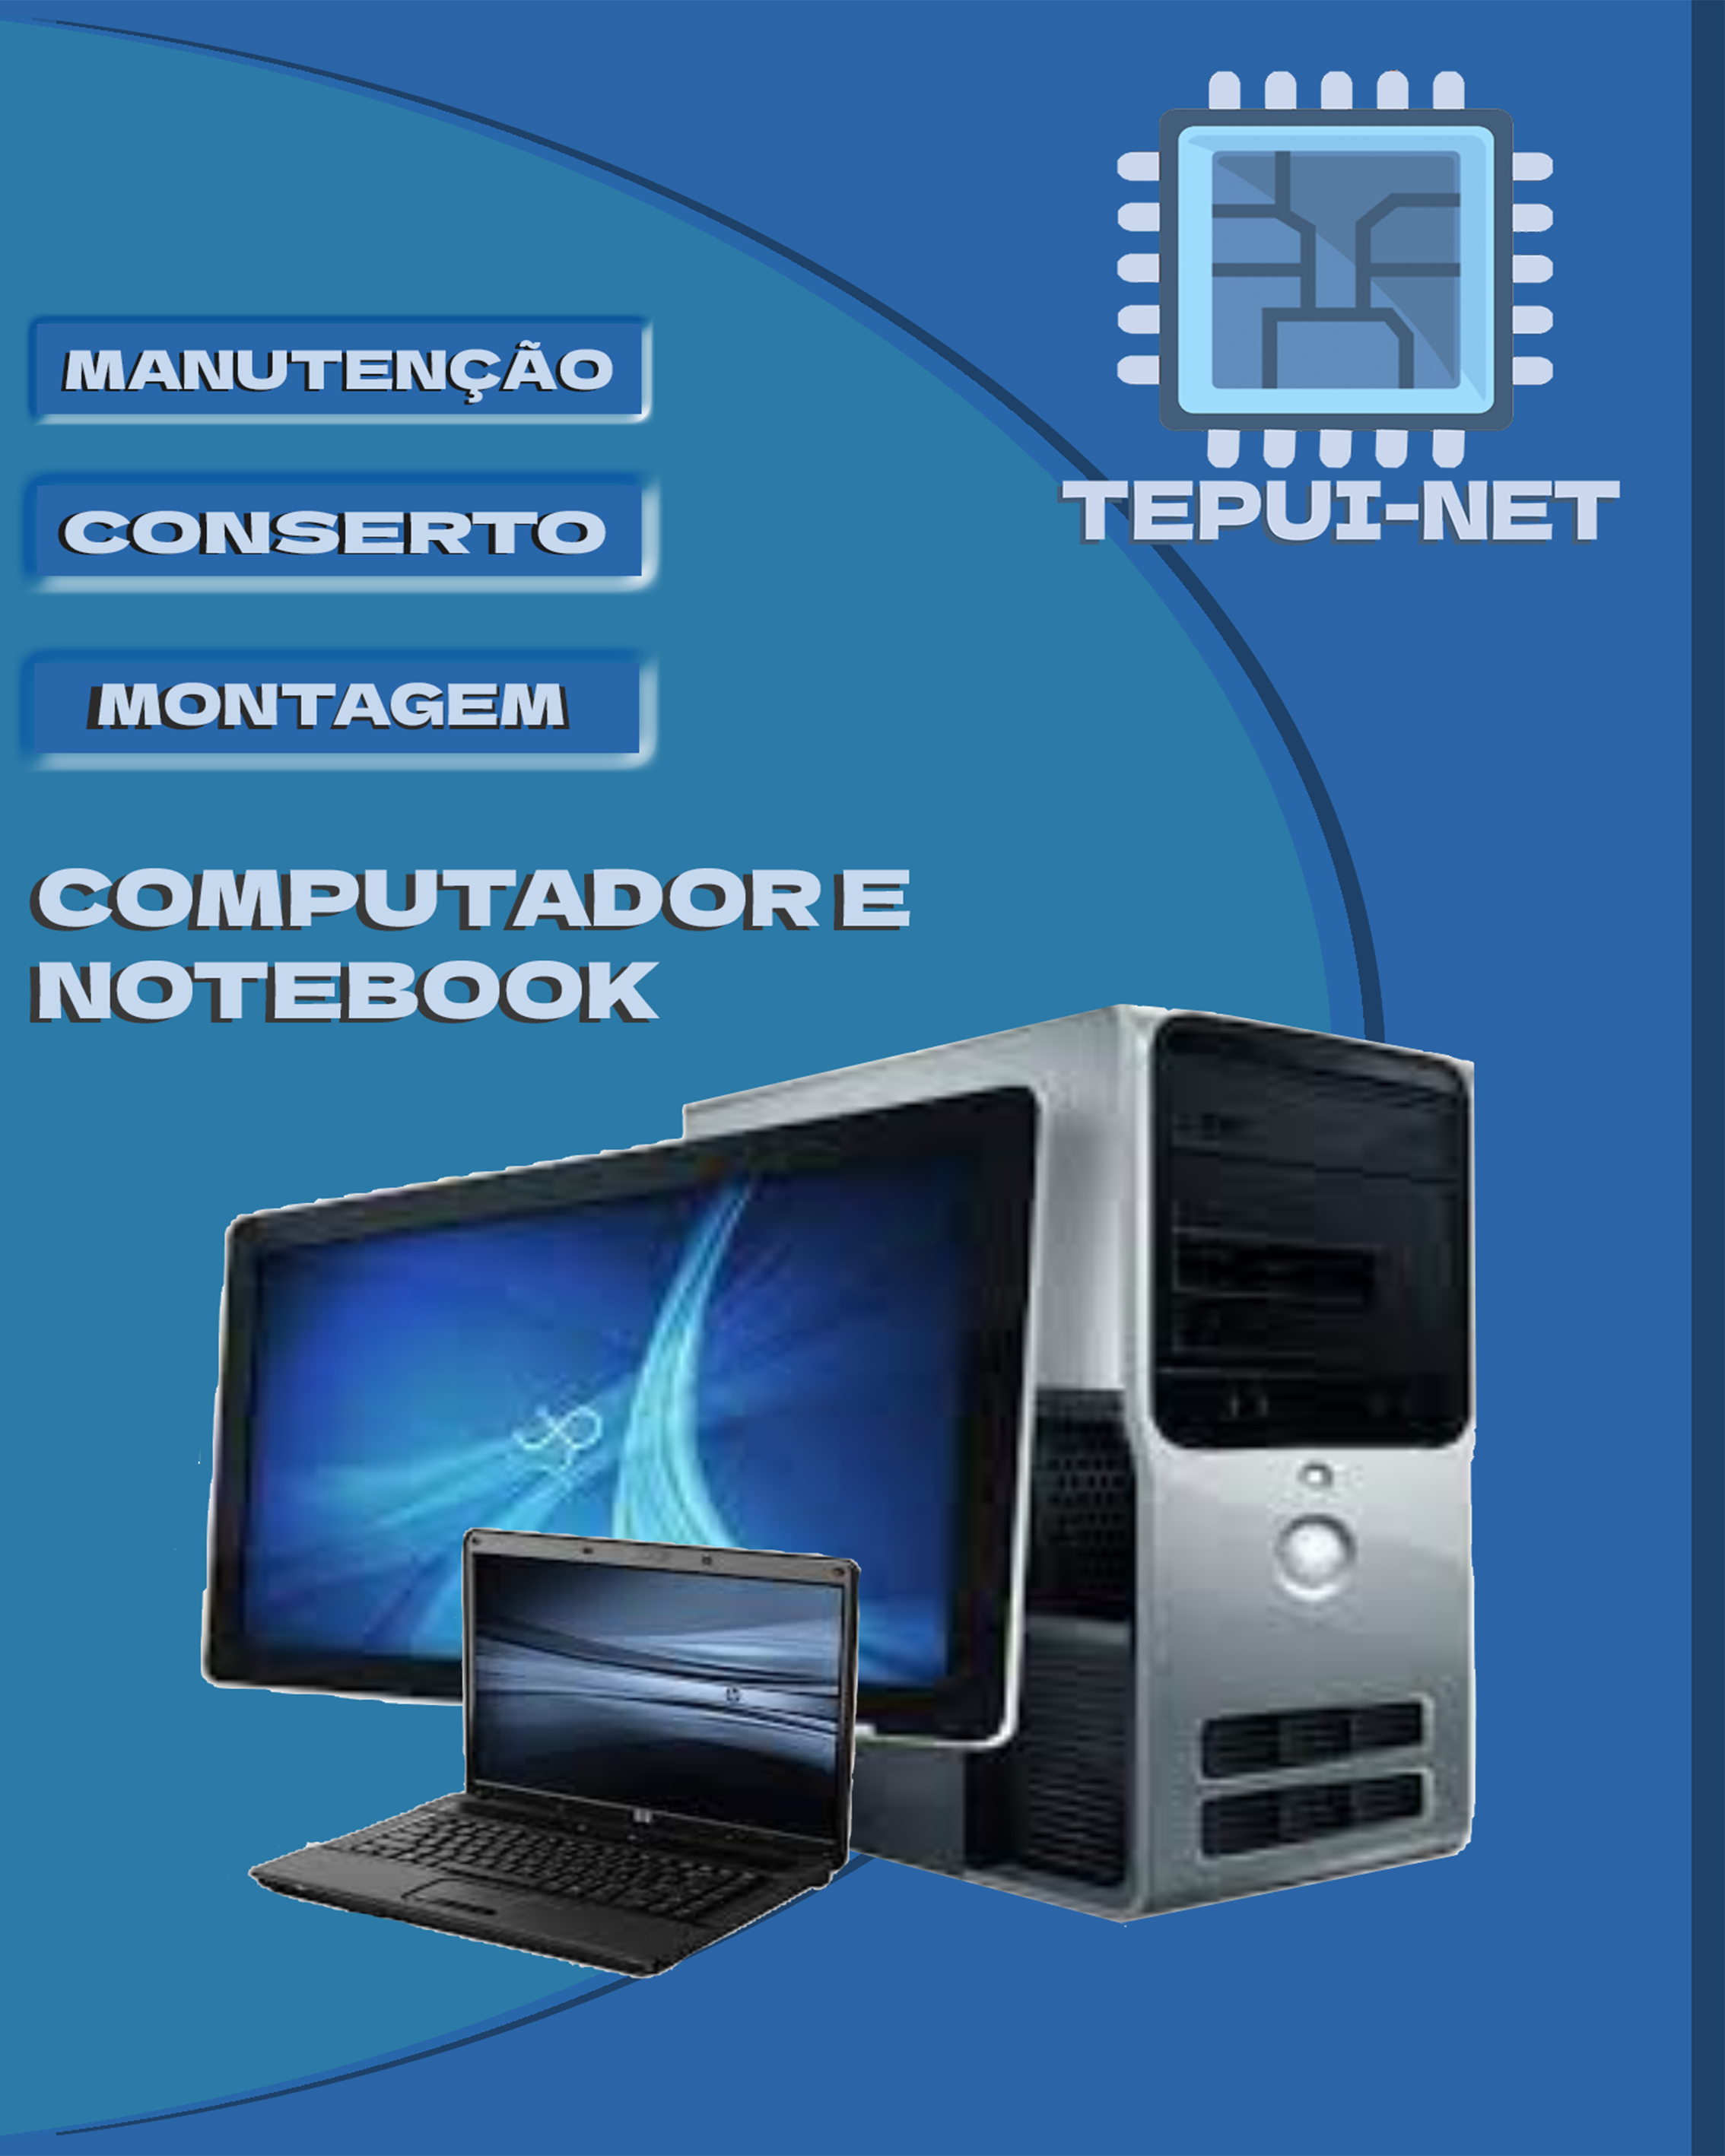 TEPUI-NET
MANUTENÇÃO
CONSERTO
MONTAGEM
COMPUTADOR E
NOTEBOOK